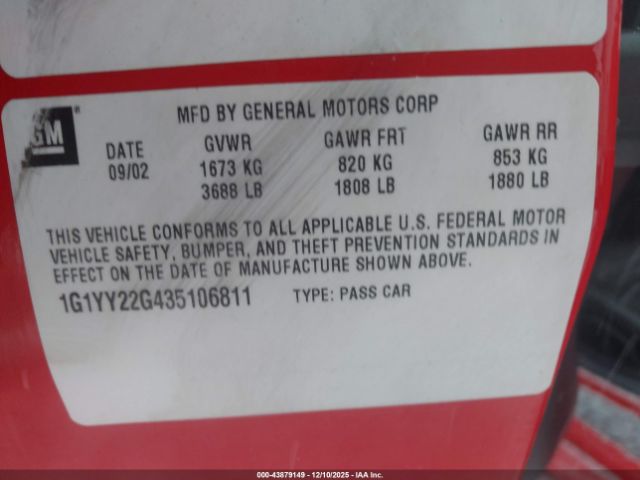 GM
MFD BY GENERAL MOTORS CORP
DATE GVWR GAWR FRT GAWR RR
09/02 1673 KG 820 KG 853 KG
3688 LB 1808 LB 1880 LB
THIS VEHICLE CONFORMS TO ALL APPLICABLE U.S. FEDERAL MOTOR
VEHICLE SAFETY, BUMPER, AND THEFT PREVENTION STANDARDS IN
EFFECT ON THE DATE OF MANUFACTURE SHOWN ABOVE.
1G1YY22G435106811 TYPE: PASS CAR
000-43879149 - 12/10/2025 - IAA Inc.